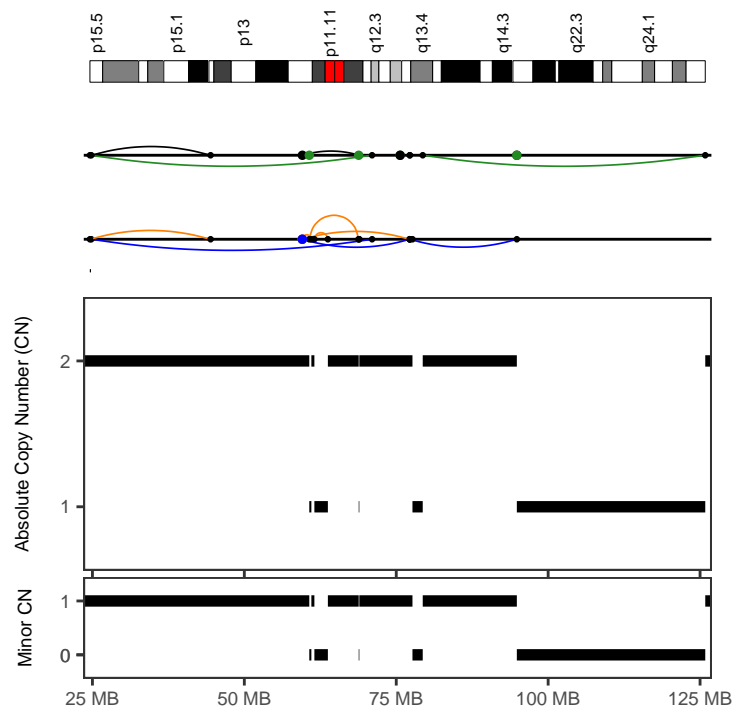 p15.5
p15.1
p13
p11.11
q12.3
q13.4
q14.3
q22.3
q24.1
Absolute Copy Number (CN)
2
1
Minor CN
1
0
25 MB
50 MB
75 MB
100 MB
125 MB